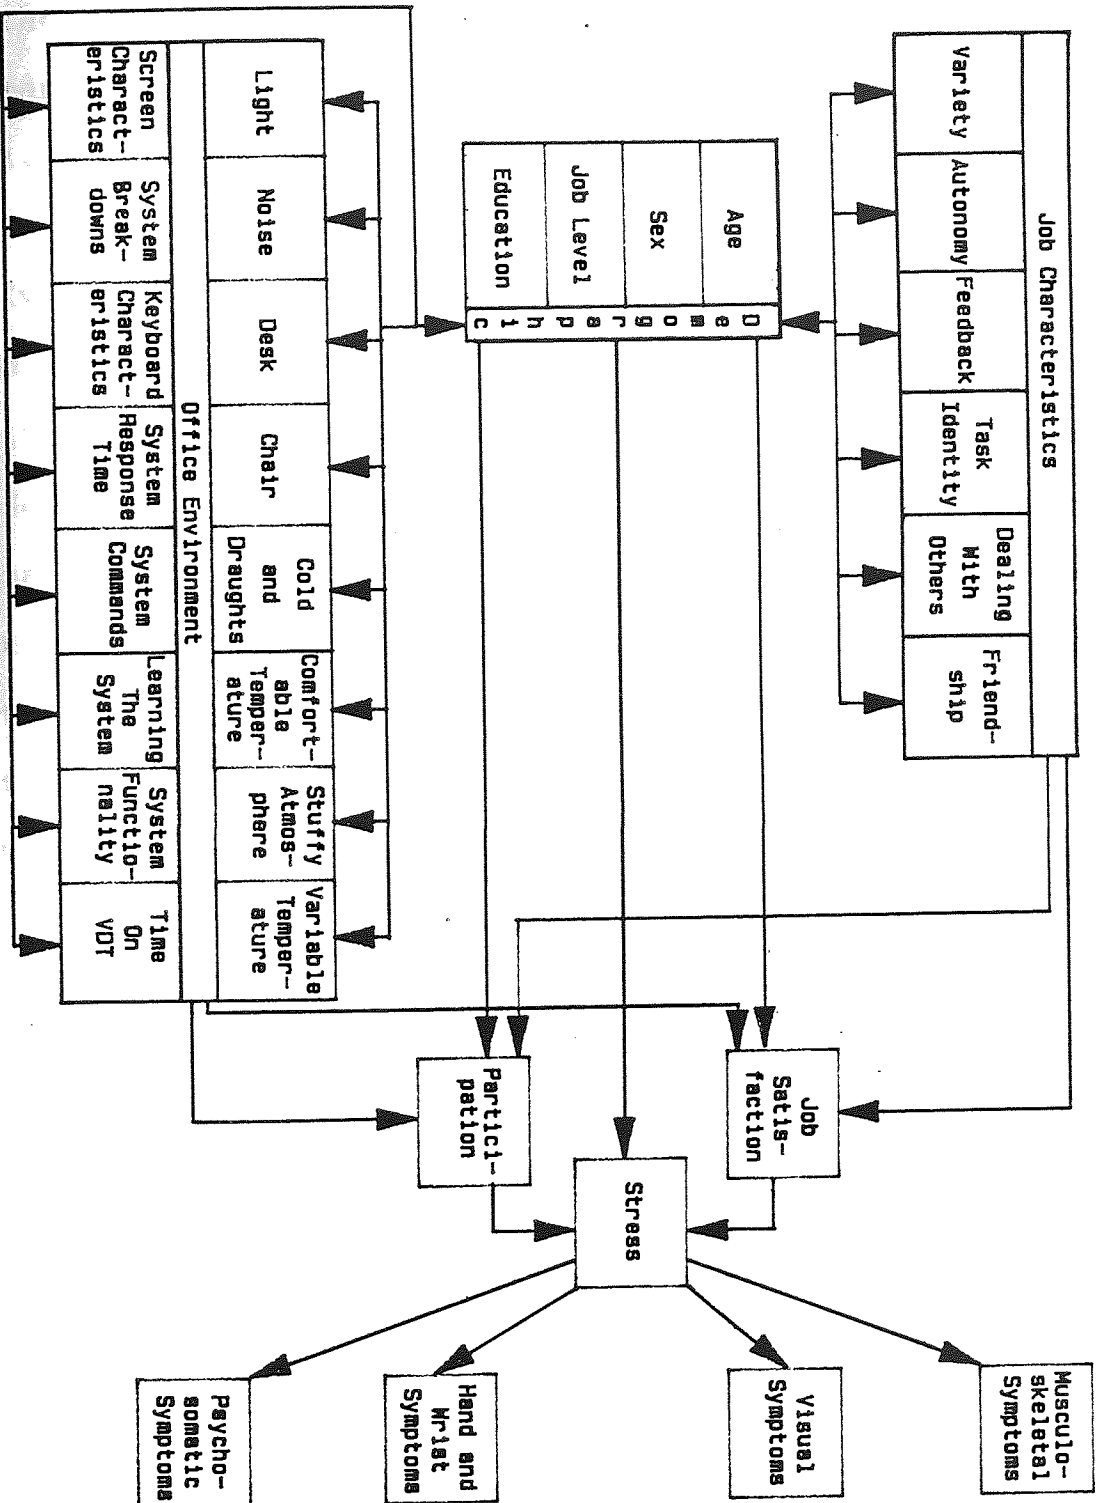 Job Characteristics
Variety
Autonomy
Feedback
Task
Identity
Dealing
With
Others
Friend-
ship
Age
Sex
Job Level
Education
Demographic
Light
Noise
Desk
Chair
Cold
and
Draughts
Comfort-
able
Temper-
ature
Stuffy
Atmos-
phere
Variable
Temper-
ature
Office Environment
Screen
Charact-
eristics
System
Break-
downs
Keyboard
Charact-
eristics
System
Response
Time
System
Commands
Learning
The
System
System
Functio-
nality
Time
On
VDT
Job
Satis-
faction
Partici-
pation
Stress
Musculo-
skeletal
Symptoms
Visual
Symptoms
Hand and
Wrist
Symptoms
Psycho-
somatic
Symptoms